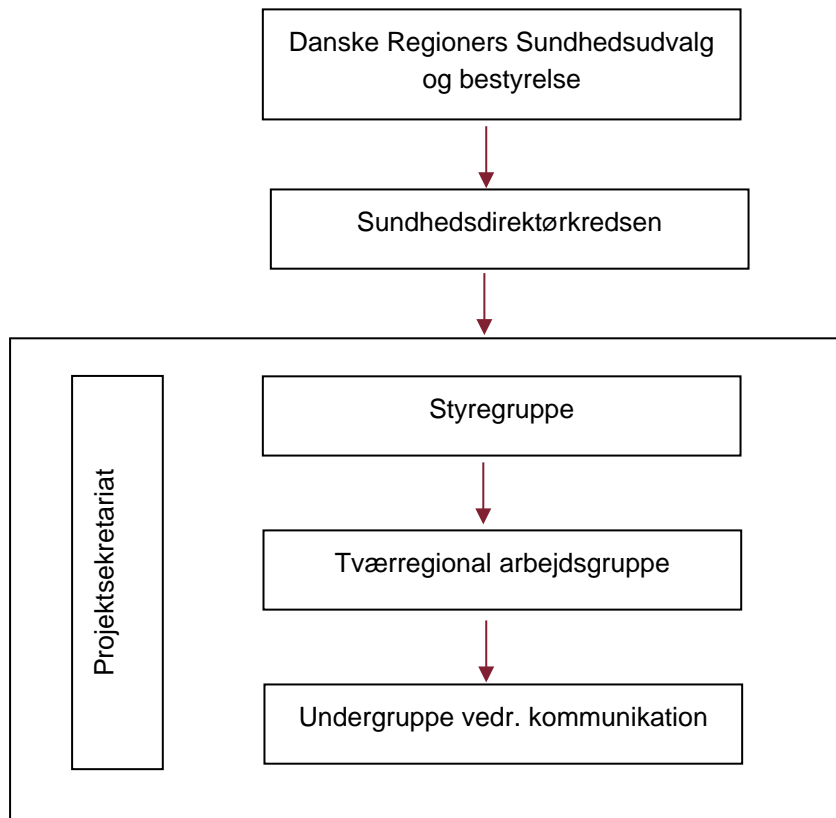 Danske Regioners Sundhedsudvalg
og bestyrelse
Sundhedsdirektørkredsen
Styregruppe
Projektsekretariat
Tværregional arbejdsgruppe
Undergruppe vedr. kommunikation